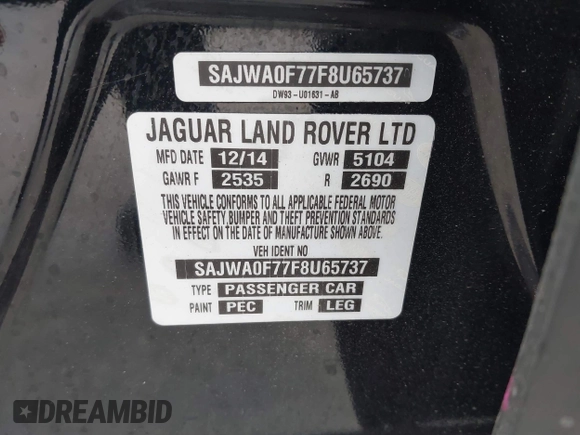 SAJWA0F77F8U65737
DW93-U01631-AB
JAGUAR LAND ROVER LTD
MFD DATE 12/14 GVWR 5104
GAWR F 2535 R 2690
THIS VEHICLE CONFORMS TO ALL APPLICABLE FEDERAL MOTOR
VEHICLE SAFETY, BUMPER AND THEFT PREVENTION STANDARDS
IN EFFECT ON THE DATE OF MANUFACTURE SHOWN ABOVE.
VEH IDENT NO
SAJWA0F77F8U65737
TYPE PASSENGER CAR
PAINT PEC TRIM LEG
DREAMBID